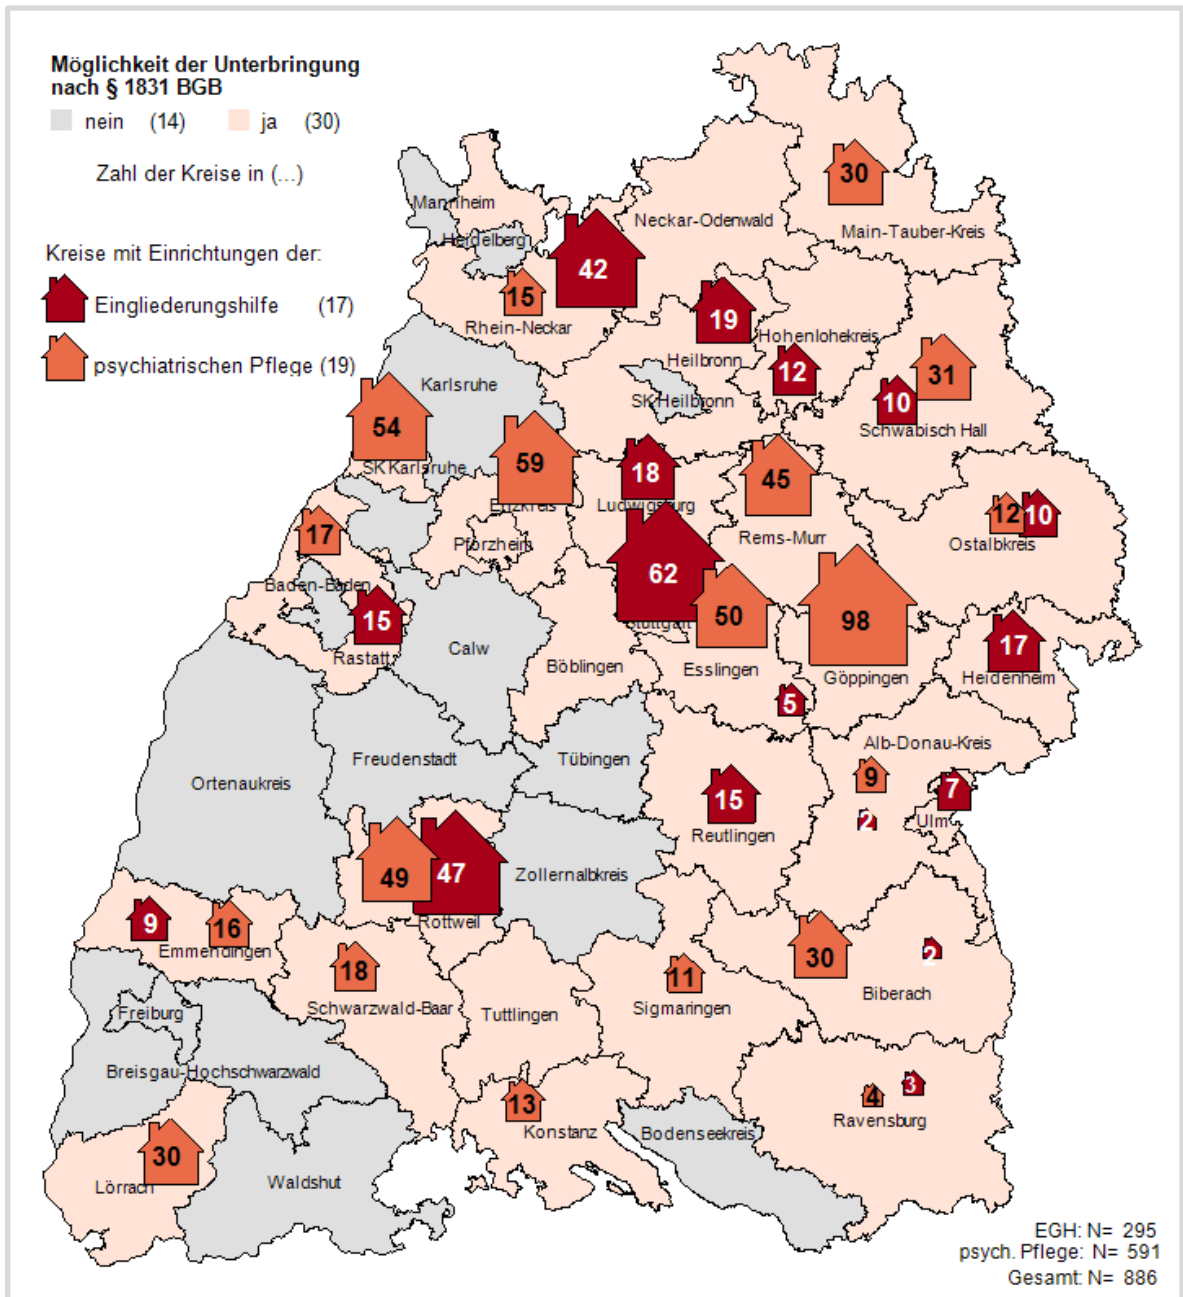 Möglichkeit der Unterbringung
nach § 1831 BGB
nein (14) ja (30)
Zahl der Kreise in (...)
Kreise mit Einrichtungen der:
Eingliederungshilfe (17)
psychiatrischen Pflege (19)
30
Main-Tauber-Kreis
Neckar-Odenwald
Mannheim
Heidelberg
42
15
Rhein-Neckar
19
Heilbronn
Hohenlohekreis
12
31
10
Schwäbisch Hall
Karlsruhe
SK Heilbronn
54
SK Karlsruhe
59
Enzkreis
18
Ludwigsburg
45
Rems-Murr
12
10
Ostalbkreis
17
Pforzheim
62
Stuttgart
50
Esslingen
98
Göppingen
17
Heidenheim
Baden-Baden
15
Rastatt
Calw
Böblingen
5
Alb-Donau-Kreis
9
2
7
Ulm
Ortenaukreis
Freudenstadt
Tübingen
15
Reutlingen
49
47
Rottweil
Zollernalbkreis
9
16
Emmendingen
18
Schwarzwald-Baar
Tuttlingen
11
Sigmaringen
30
2
Biberach
Freiburg
Breisgau-Hochschwarzwald
13
Konstanz
Bodenseekreis
4
3
Ravensburg
30
Lörrach
Waldshut
EGH: N= 295
psych. Pflege: N= 591
Gesamt: N= 886